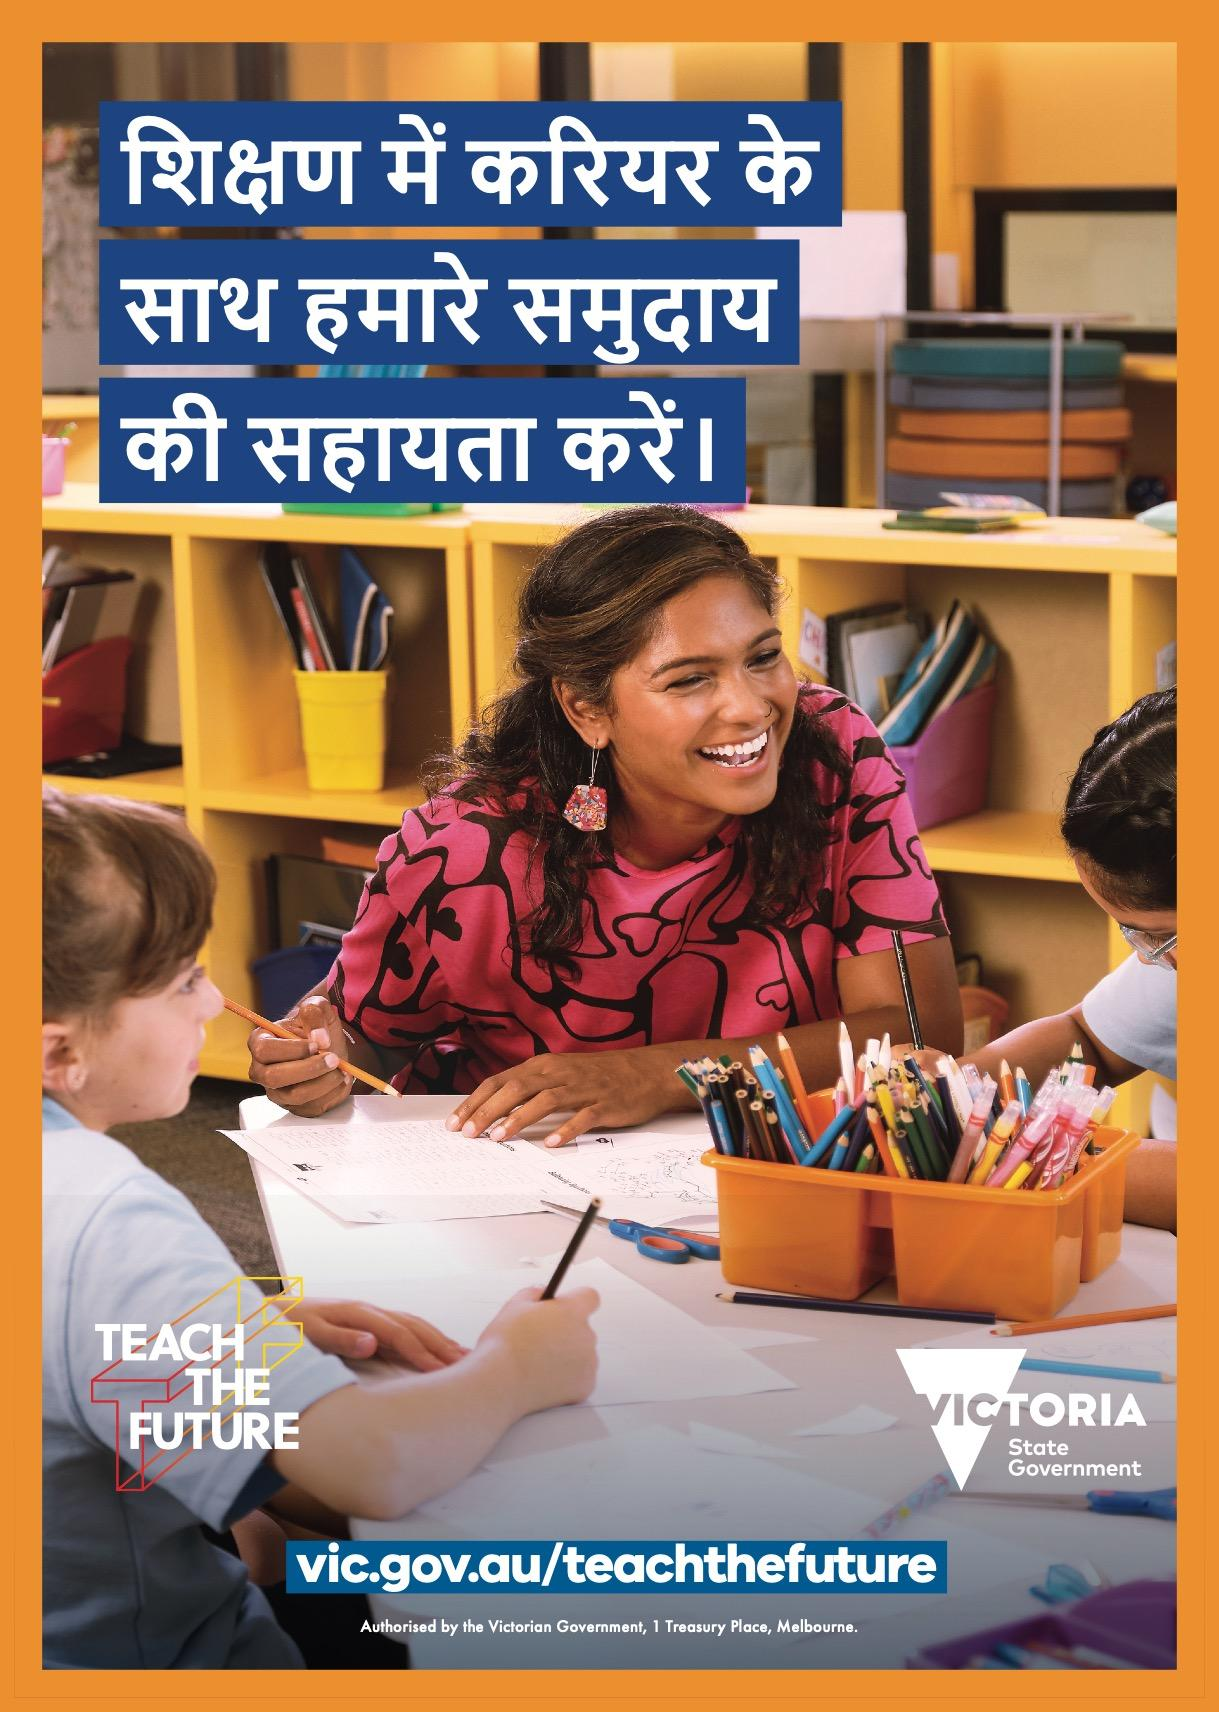 शिक्षण में करियर के
साथ हमारे समुदाय
की सहायता करें।
TEACH
THE
FUTURE
VICTORIA
State
Government
vic.gov.au/teachthefuture
Authorised by the Victorian Government, 1 Treasury Place, Melbourne.